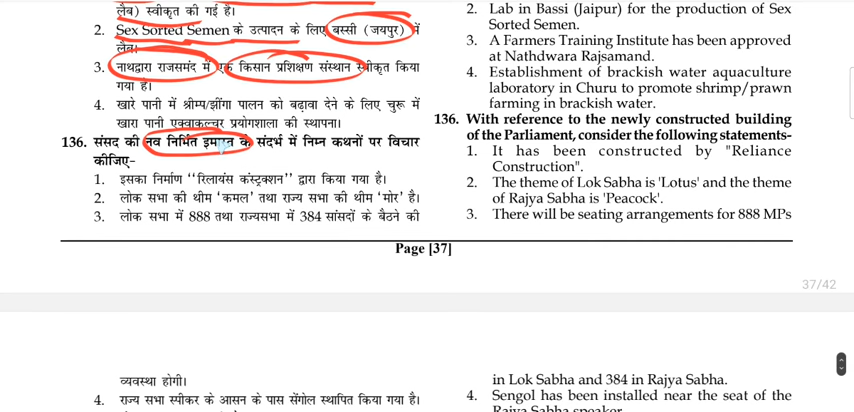 लैब) स्वीकृत की गई है।
2. Sex Sorted Semen के उत्पादन के लिए बस्सी (जयपुर) में
लैब।
3. नाथद्वारा राजसमंद में एक किसान प्रशिक्षण संस्थान स्वीकृत किया
गया है।
4. खारे पानी में श्रीम्प/झींगा पालन को बढ़ावा देने के लिए चुरू में
खारा पानी एक्वाकल्चर प्रयोगशाला की स्थापना।
136. संसद की नव निर्मित इमारत के संदर्भ में निम्न कथनों पर विचार
कीजिए-
1. इसका निर्माण ‘‘रिलायंस कंस्ट्रक्शन’’ द्वारा किया गया है।
2. लोक सभा की थीम ‘कमल’ तथा राज्य सभा की थीम ‘मोर’ है।
3. लोक सभा में 888 तथा राज्यसभा में 384 सांसदों के बैठने की
2. Lab in Bassi (Jaipur) for the production of Sex
Sorted Semen.
3. A Farmers Training Institute has been approved
at Nathdwara Rajsamand.
4. Establishment of brackish water aquaculture
laboratory in Churu to promote shrimp/prawn
farming in brackish water.
136. With reference to the newly constructed building
of the Parliament, consider the following statements-
1. It has been constructed by "Reliance
Construction".
2. The theme of Lok Sabha is 'Lotus' and the theme
of Rajya Sabha is 'Peacock'.
3. There will be seating arrangements for 888 MPs
Page [37]
37/42
व्यवस्था होगी।
4. राज्य सभा स्पीकर के आसन के पास सेंगोल स्थापित किया गया है।
in Lok Sabha and 384 in Rajya Sabha.
4. Sengol has been installed near the seat of the
Rajya Sabha speaker.